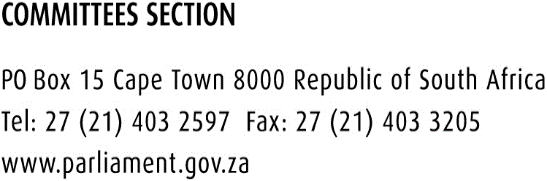 COMMITTEES SECTION
PO Box 15 Cape Town 8000 Republic of South Africa
Tel: 27 (21) 403 2597 Fax: 27 (21) 403 3205
www.parliament.gov.za